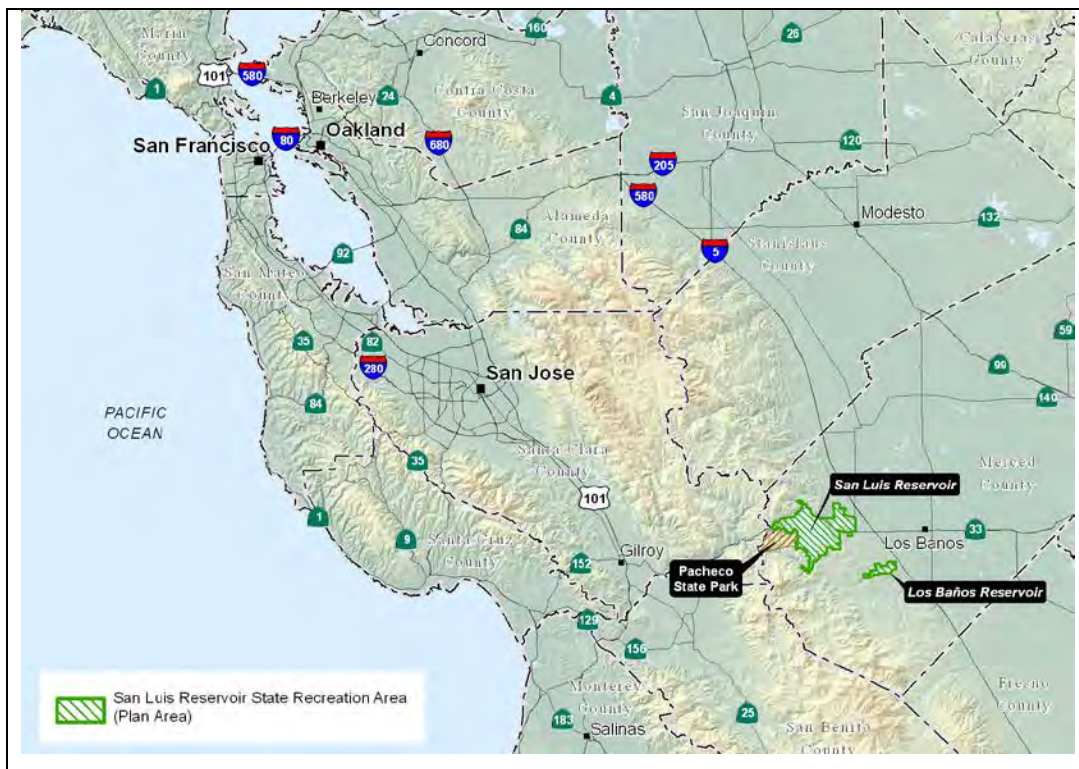 160
26
Marin
County
Concord
Calaveras
County
101
580
1
Berkeley
24
Contra Costa
County
4
San Joaquin
County
80
Oakland
San Francisco
680
120
205
580
Modesto
132
Alameda
County
84
5
Stanislaus
County
92
San Mateo
County
35
82
280
59
99
140
San Jose
84
PACIFIC
OCEAN
35
Santa Clara
County
Merced
County
San Luis Reservoir
101
1
9
33
Los Banos
Santa Cruz
County
152
Gilroy
Pacheco
State Park
Los Baños Reservoir
129
156
San Luis Reservoir State Recreation Area
(Plan Area)
Monterey
County
183
Salinas
25
San Benito
County
Fresno
County